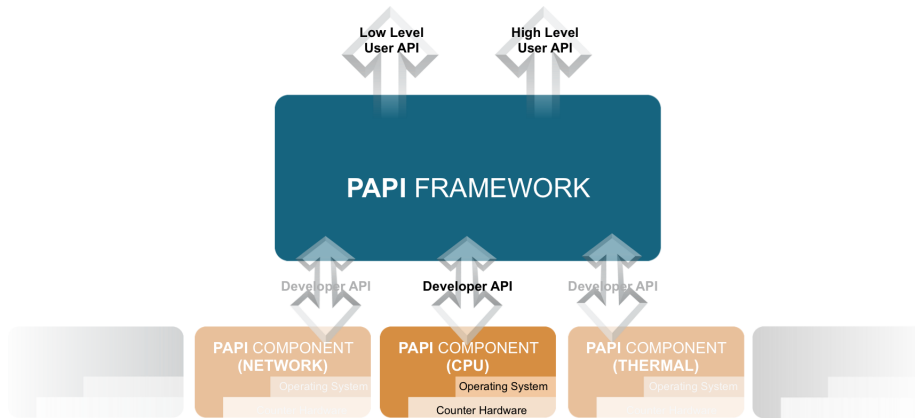 Low Level
User API
High Level
User API
PAPI FRAMEWORK
Developer API
Developer API
Developer API
PAPI COMPONENT
(NETWORK)
Operating System
PAPI COMPONENT
(CPU)
Operating System
Counter Hardware
PAPI COMPONENT
(THERMAL)
Operating System